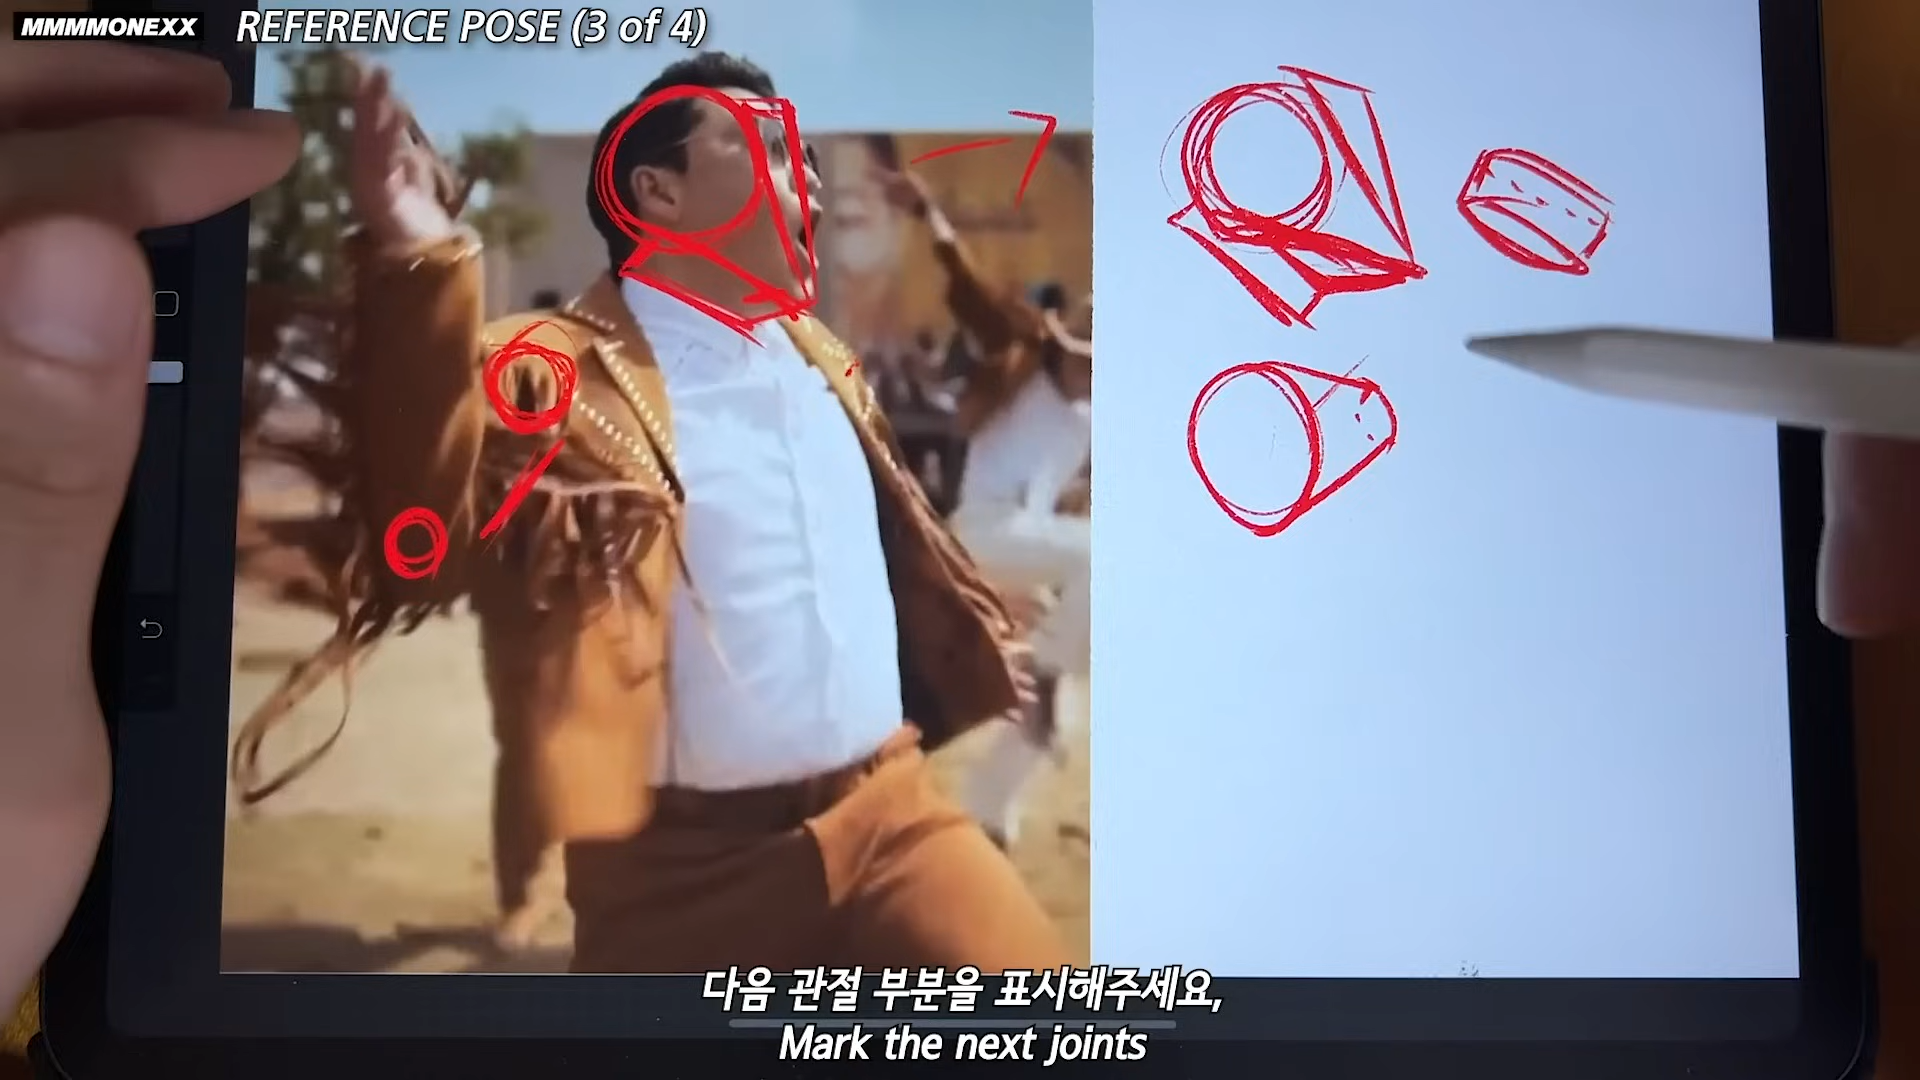 MMMMONEXX
REFERENCE POSE (3 of 4)
다음 관절 부분을 표시해주세요,
Mark the next joints